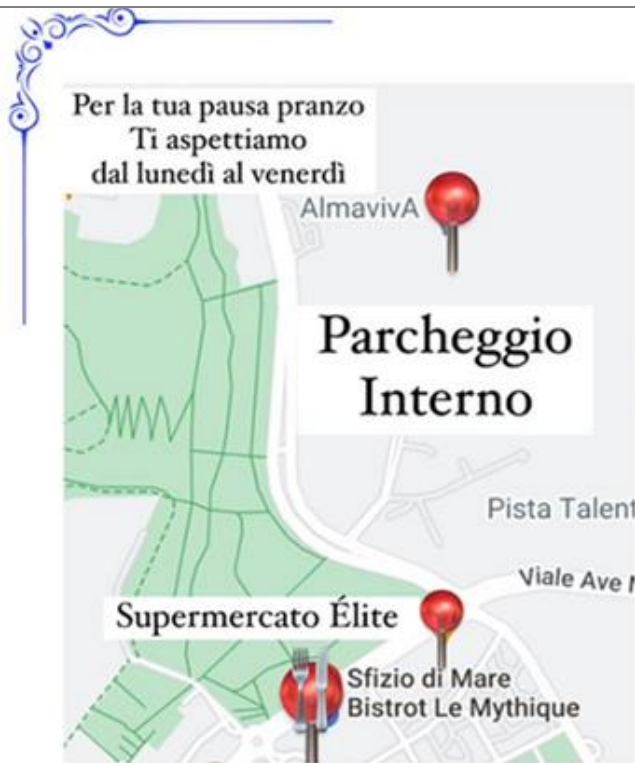 Per la tua pausa pranzo
Ti aspettiamo
dal lunedì al venerdì
AlmavivA
Parcheggio
Interno
Pista Talent
Viale Ave
Supermercato Élite
Sfizio di Mare
Bistrot Le Mythique